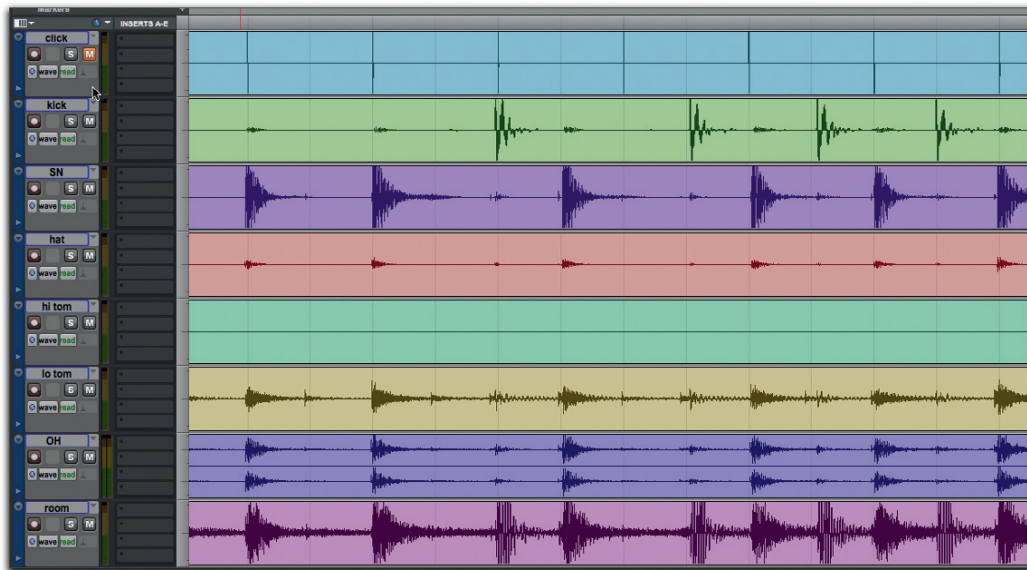 Markers
INSERTS A-E
click
S M
wave read
kick
S M
wave read
SN
S M
wave read
hat
S M
wave read
hi tom
S M
wave read
lo tom
S M
wave read
OH
S M
wave read
room
S M
wave read